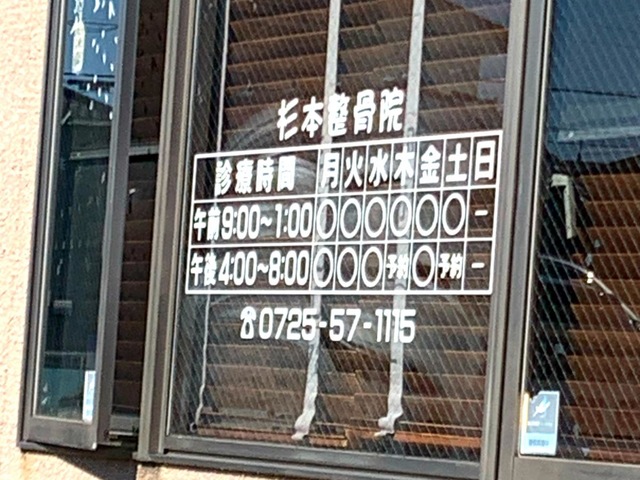 杉本整骨院
診療時間 月 火 水 木 金 土 日
午前 9:00~1:00 ○ ○ ○ ○ ○ ○ ー
午後 4:00~8:00 ○ ○ ○ 予約 ○ 予約 ー
☎0725-57-1115